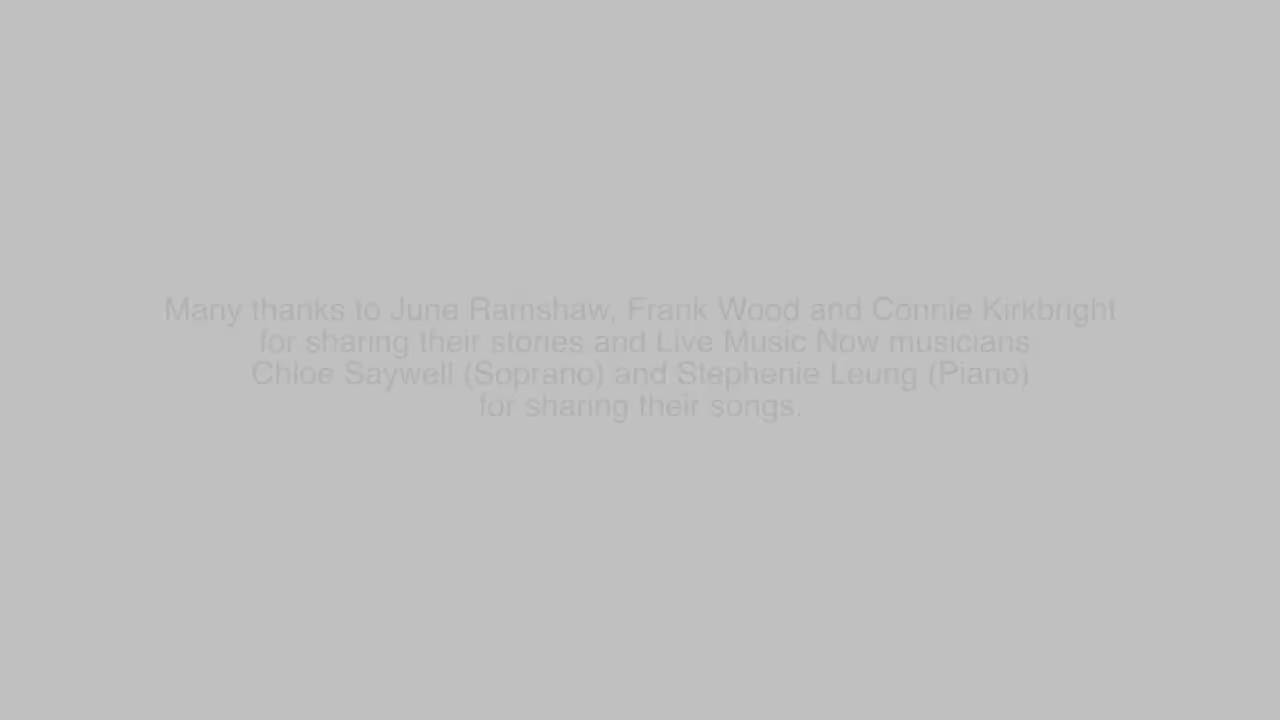 Many thanks to June Ramshaw, Frank Wood and Connie Kirkbright
for sharing their stories and Live Music Now musicians
Chloe Saywell (Soprano) and Stephenie Leung (Piano)
for sharing their songs.